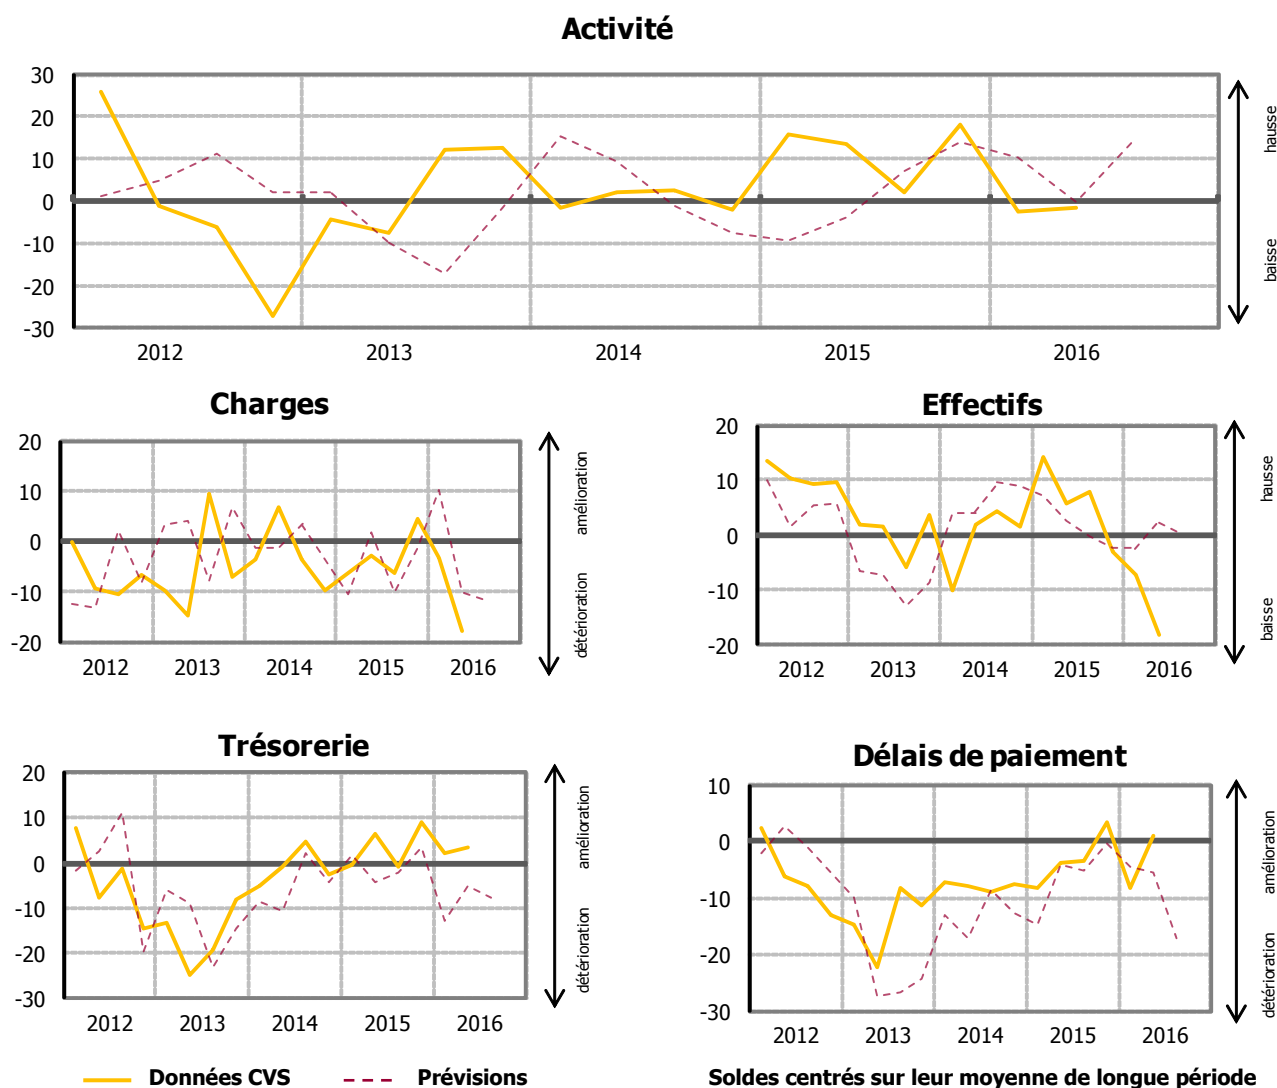 Activité
30
20
10
0
-10
-20
-30
hausse
baisse
2012 2013 2014 2015 2016
Charges
20
10
0
-10
-20
amélioration
détérioration
2012 2013 2014 2015 2016
Effectifs
20
10
0
-10
-20
hausse
baisse
2012 2013 2014 2015 2016
Trésorerie
20
10
0
-10
-20
-30
amélioration
détérioration
2012 2013 2014 2015 2016
Délais de paiement
10
0
-10
-20
-30
amélioration
détérioration
2012 2013 2014 2015 2016
Données CVS Prévisions
Soldes centrés sur leur moyenne de longue période